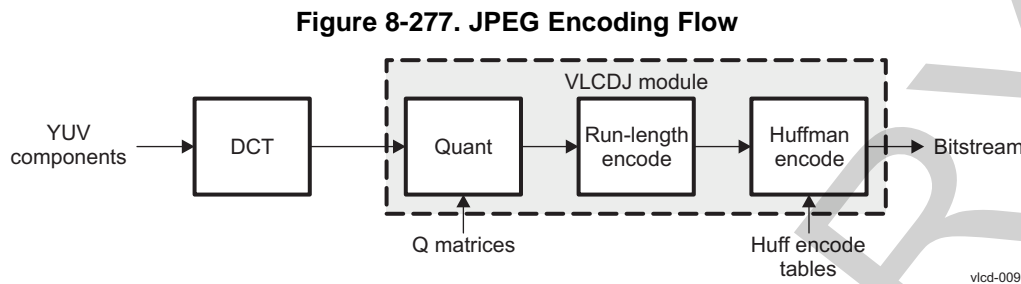 Figure 8-277. JPEG Encoding Flow
VLCDJ module
YUV
components
DCT
Quant
Run-length
encode
Huffman
encode
Bitstream
Q matrices
Huff encode
tables
vlcd-009